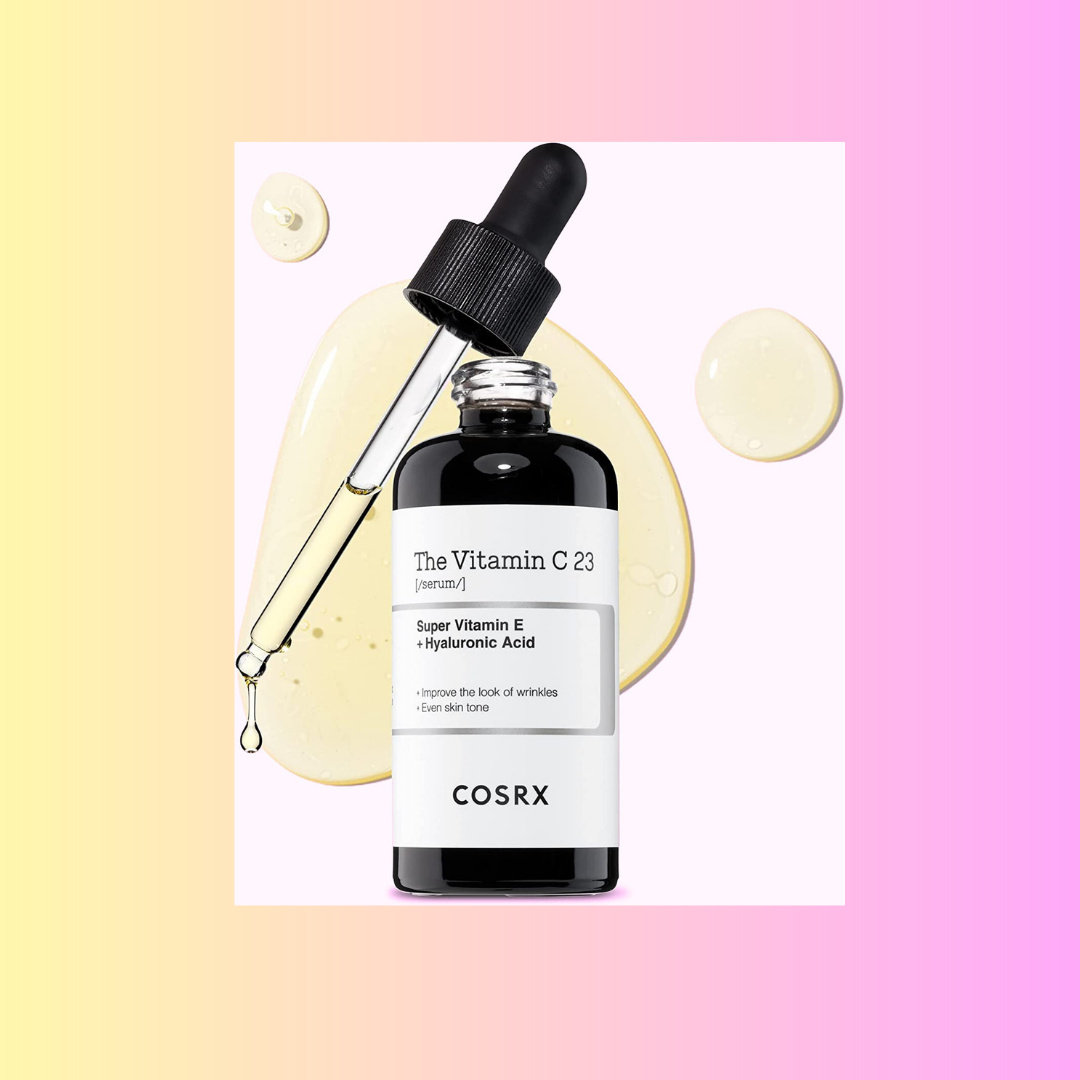 The Vitamin C 23
[/serum/]
Super Vitamin E
+Hyaluronic Acid
+Improve the look of wrinkles
+Even skin tone
COSRX